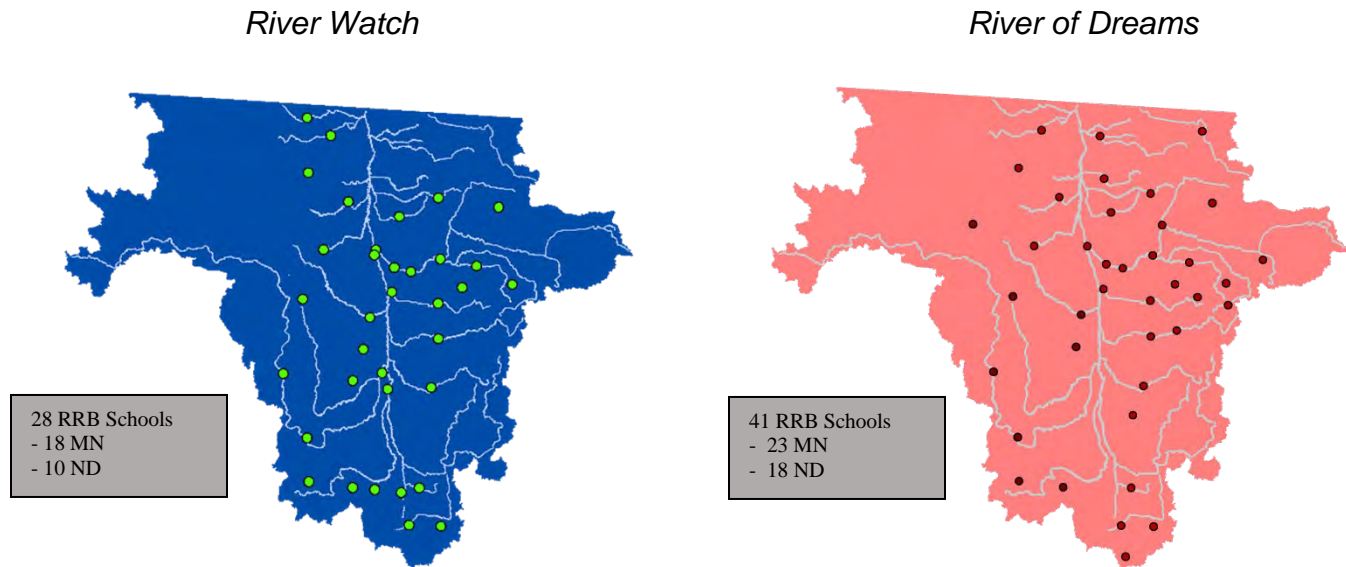 River Watch
River of Dreams
28 RRB Schools
- 18 MN
- 10 ND
41 RRB Schools
- 23 MN
- 18 ND